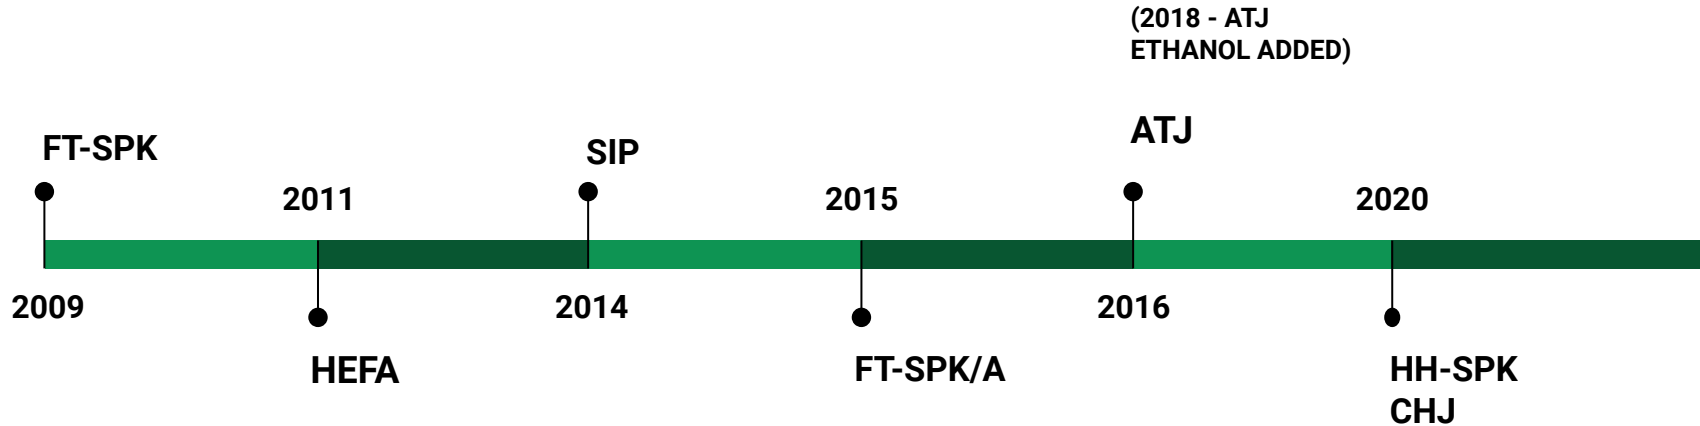 (2018 - ATJ
ETHANOL ADDED)
FT-SPK
SIP
ATJ
2011
2015
2020
2009
2014
2016
HEFA
FT-SPK/A
HH-SPK
CHJ